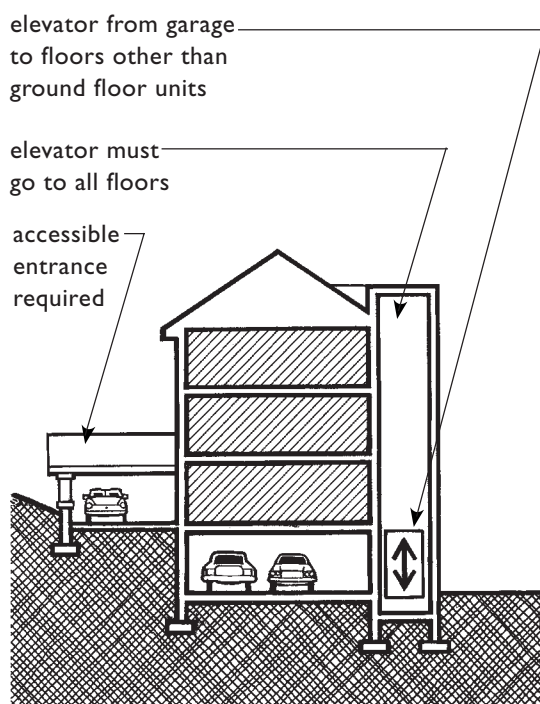 elevator from garage
to floors other than
ground floor units
elevator must
go to all floors
accessible
entrance
required